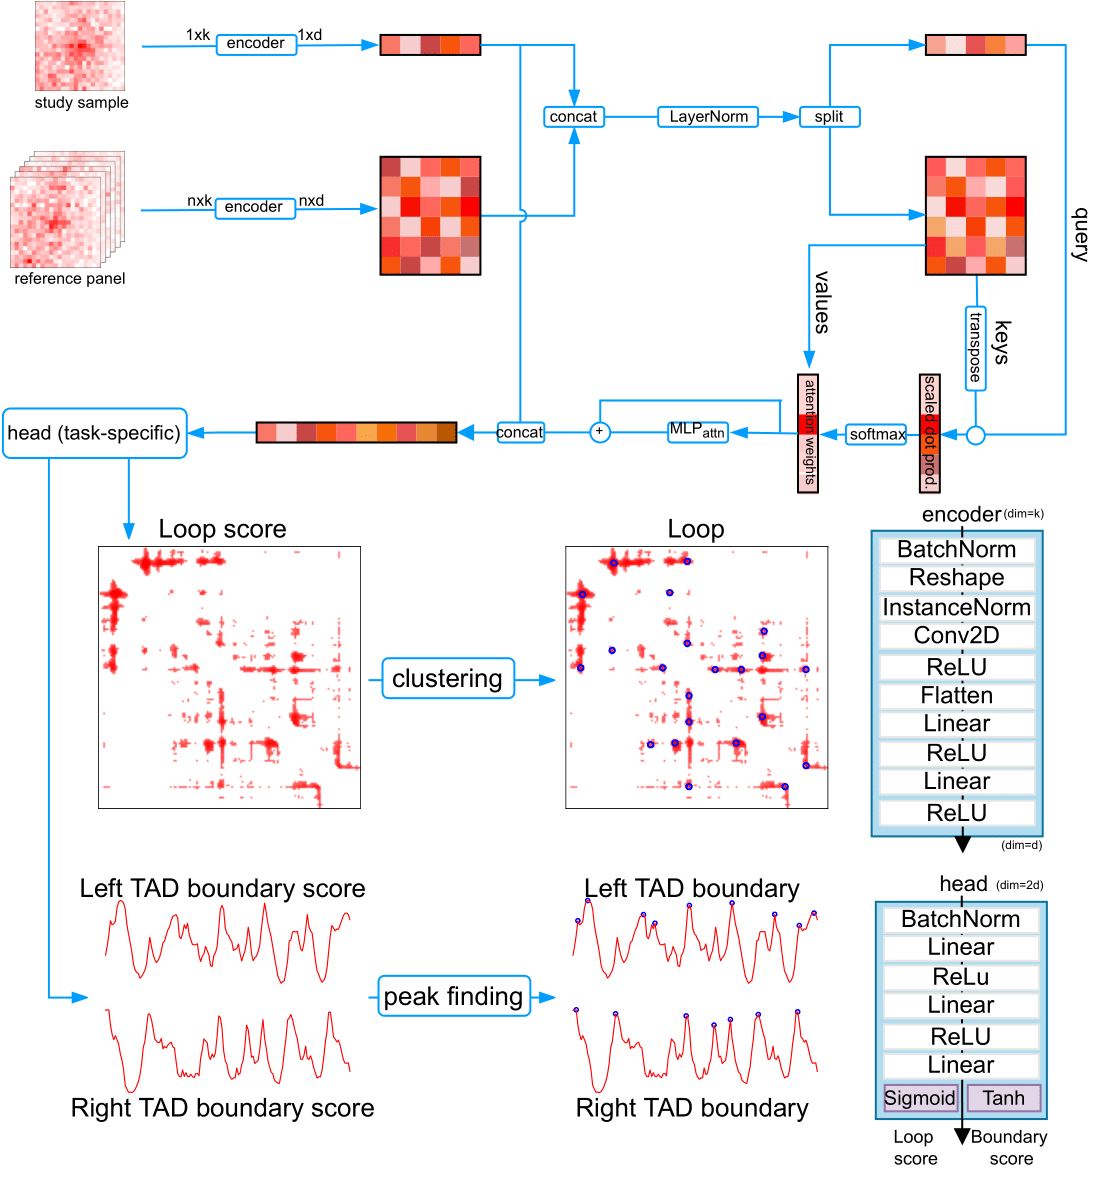 study sample
1xk
encoder
1xd
concat
LayerNorm
split
reference panel
nxk
encoder
nxd
query
values
keys
transpose
head (task-specific)
concat
+
MLPattn
attention weights
softmax
scaled dot prod.
Loop score
clustering
Loop
encoder (dim=k)
BatchNorm
Reshape
InstanceNorm
Conv2D
ReLU
Flatten
Linear
ReLU
Linear
ReLU
(dim=d)
Left TAD boundary score
peak finding
Left TAD boundary
Right TAD boundary score
Right TAD boundary
head (dim=2d)
BatchNorm
Linear
ReLu
Linear
ReLU
Linear
Sigmoid
Tanh
Loop
score
Boundary
score